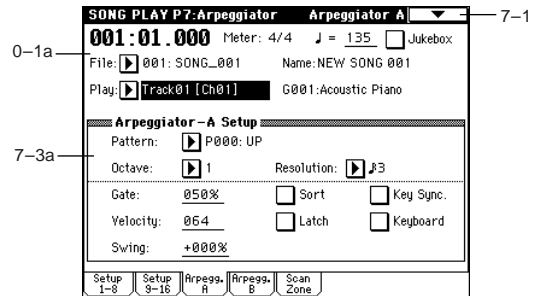 SONG PLAY P7:Arpeggiator Arpeggiator A
7–1
001:01.000 Meter: 4/4 ♩ = 135 Jukebox
0–1a
File: 001: SONG_001 Name:NEW SONG 001
Play: Track01 [Ch01] G001:Acoustic Piano
Arpeggiator-A Setup
7–3a
Pattern: P000: UP
Octave: 1 Resolution: ♪3
Gate: 050% Sort Key Sync.
Velocity: 064 Latch Keyboard
Swing: +000%
Setup 1-8 Setup 9-16 Arpegg. A Arpegg. B Scan Zone